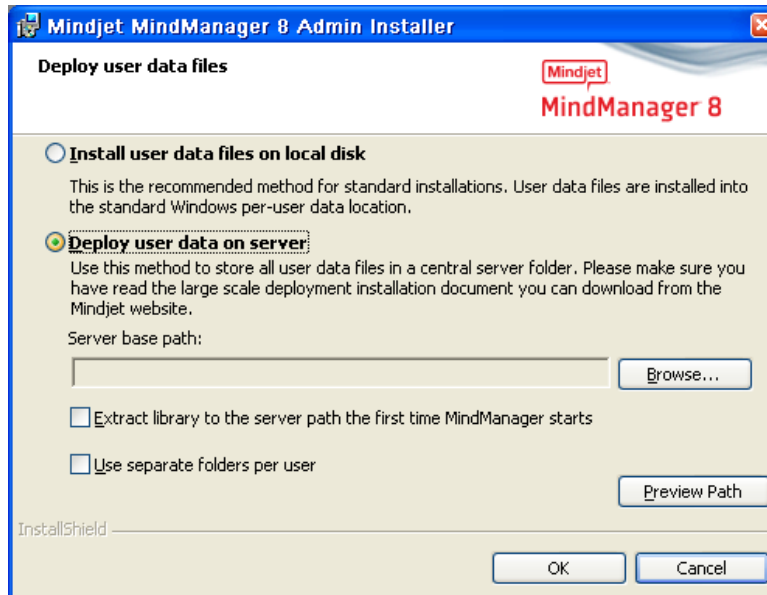 Mindjet MindManager 8 Admin Installer
Deploy user data files
Mindjet
MindManager 8
Install user data files on local disk
This is the recommended method for standard installations. User data files are installed into
the standard Windows per-user data location.
Deploy user data on server
Use this method to store all user data files in a central server folder. Please make sure you
have read the large scale deployment installation document you can download from the
Mindjet website.
Server base path:
Browse...
Extract library to the server path the first time MindManager starts
Use separate folders per user
Preview Path
InstallShield
OK
Cancel